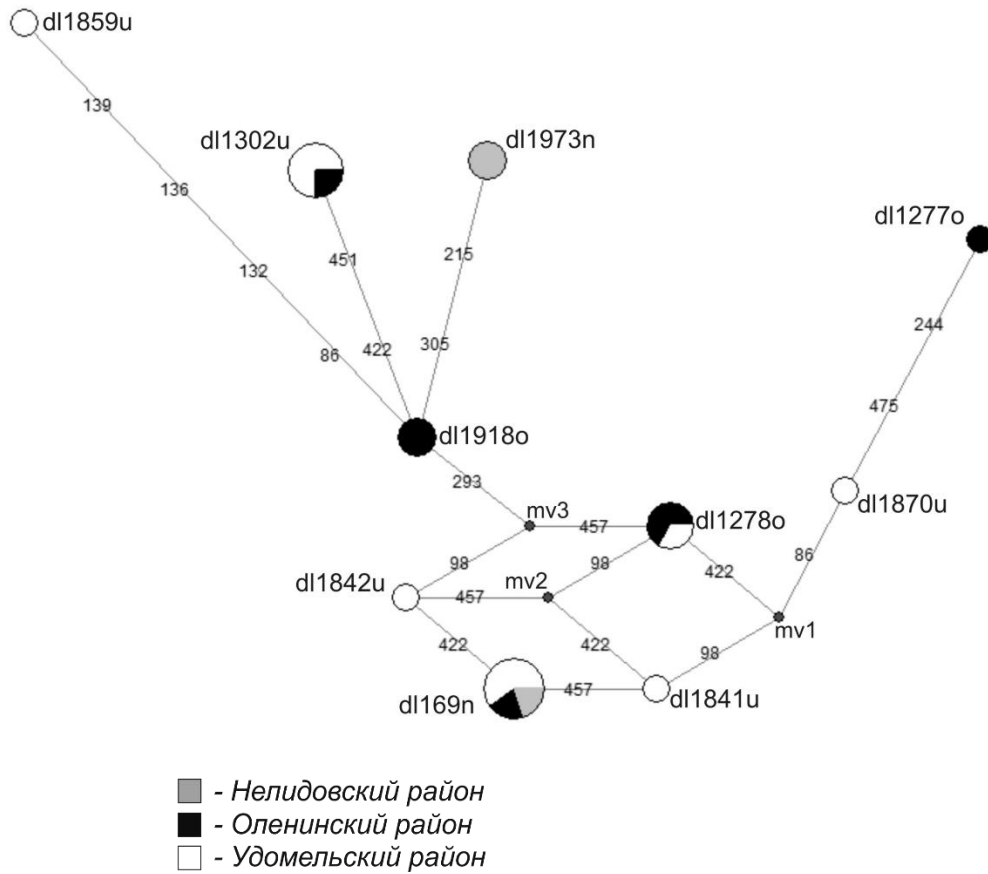 dl1859u
139
dl1302u
dl1973n
136
dl1277o
451
215
132
244
86
422
305
475
dl1918o
293
dl1870u
mv3
457
dl1278o
98
98
422
86
dl1842u
457
mv2
mv1
422
422
98
dl169n
457
dl1841u
- Нелидовский район
- Оленинский район
- Удомельский район